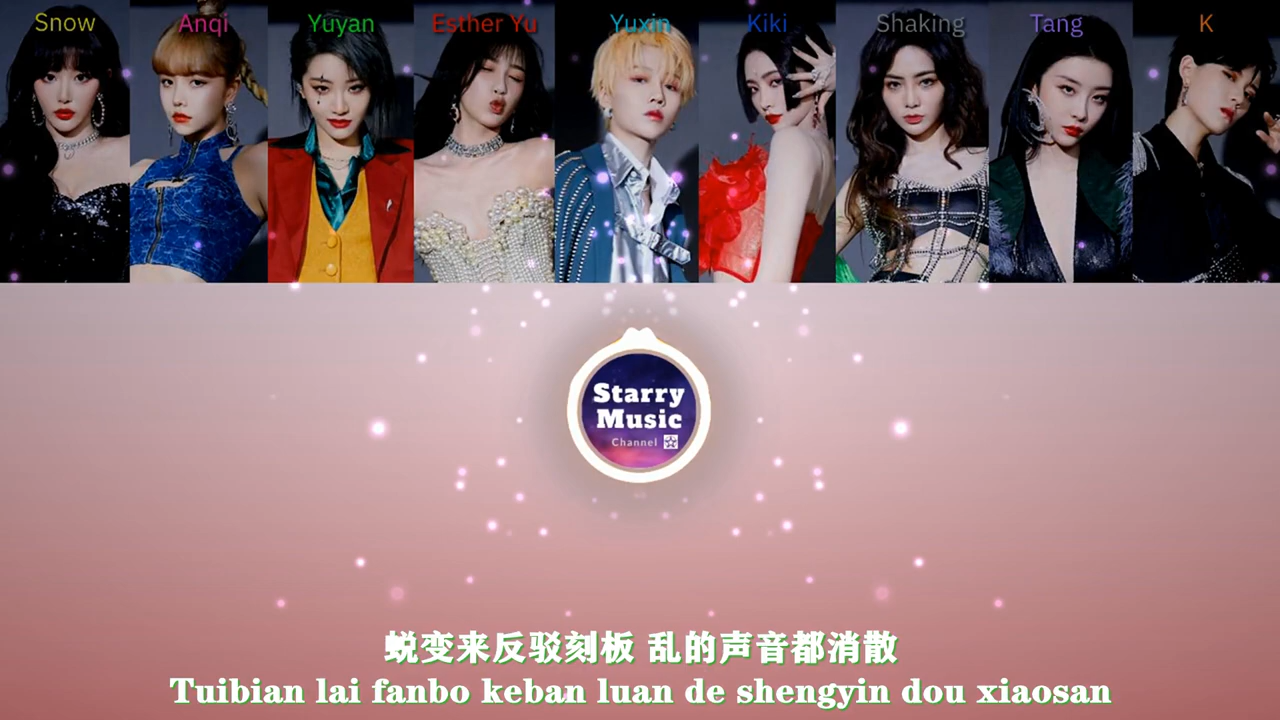 Snow Anqi Yuyan Esther Yu Yuxin Kiki Shaking Tang K
Starry
Music
Channel
蜕变来反驳刻板 乱的声音都消散
Tuibian lai fanbo keban luan de shengyin dou xiaosan